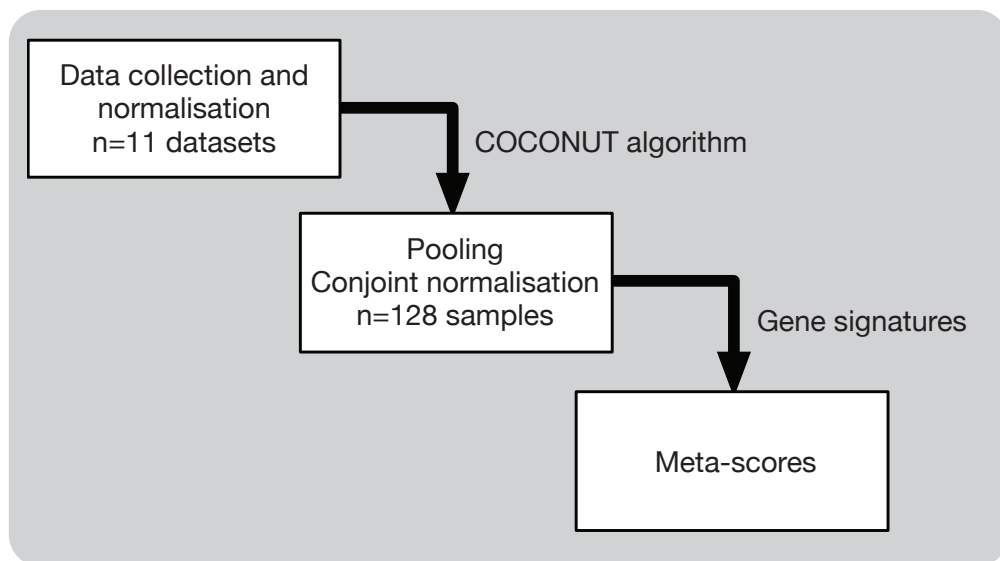 Data collection and
normalisation
n=11 datasets
COCONUT algorithm
Pooling
Conjoint normalisation
n=128 samples
Gene signatures
Meta-scores